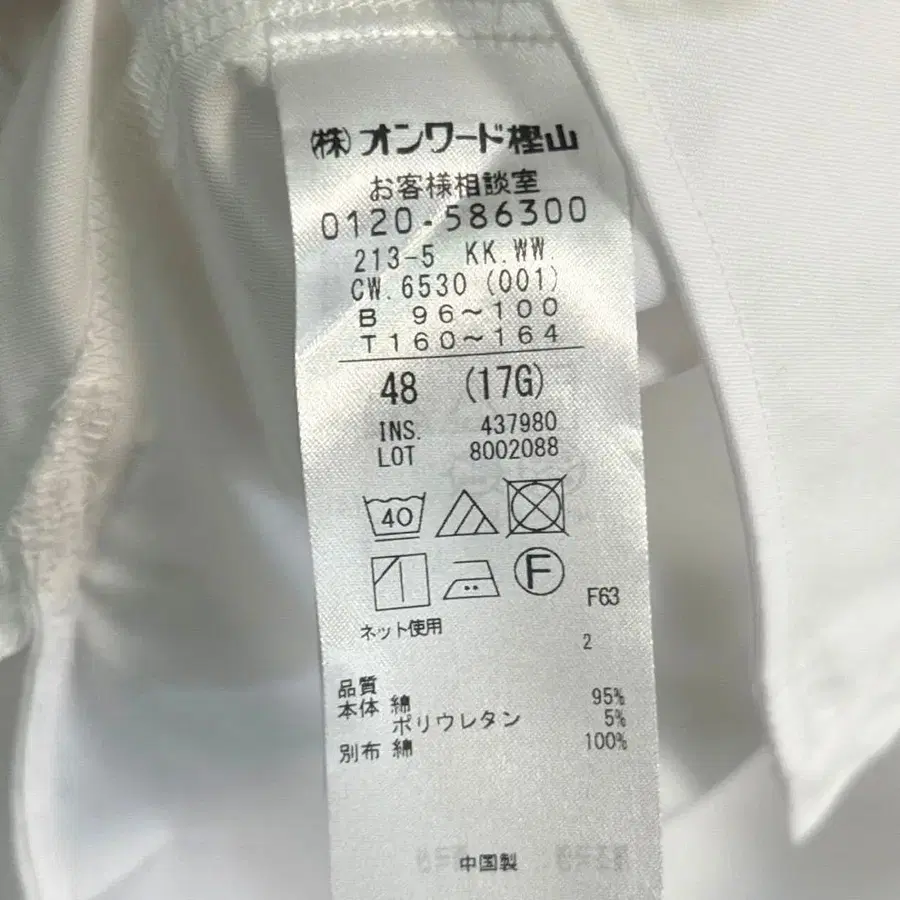 (株)オンワード樫山
お客様相談室
0120-586300
213-5 KK.WW.
CW.6530 (001)
B 96~100
T160~164
48 (17G)
INS. 437980
LOT 8002088
40
F
F63
ネット使用
2
品質
本体 綿 95%
ポリウレタン 5%
別布 綿 100%
中国製